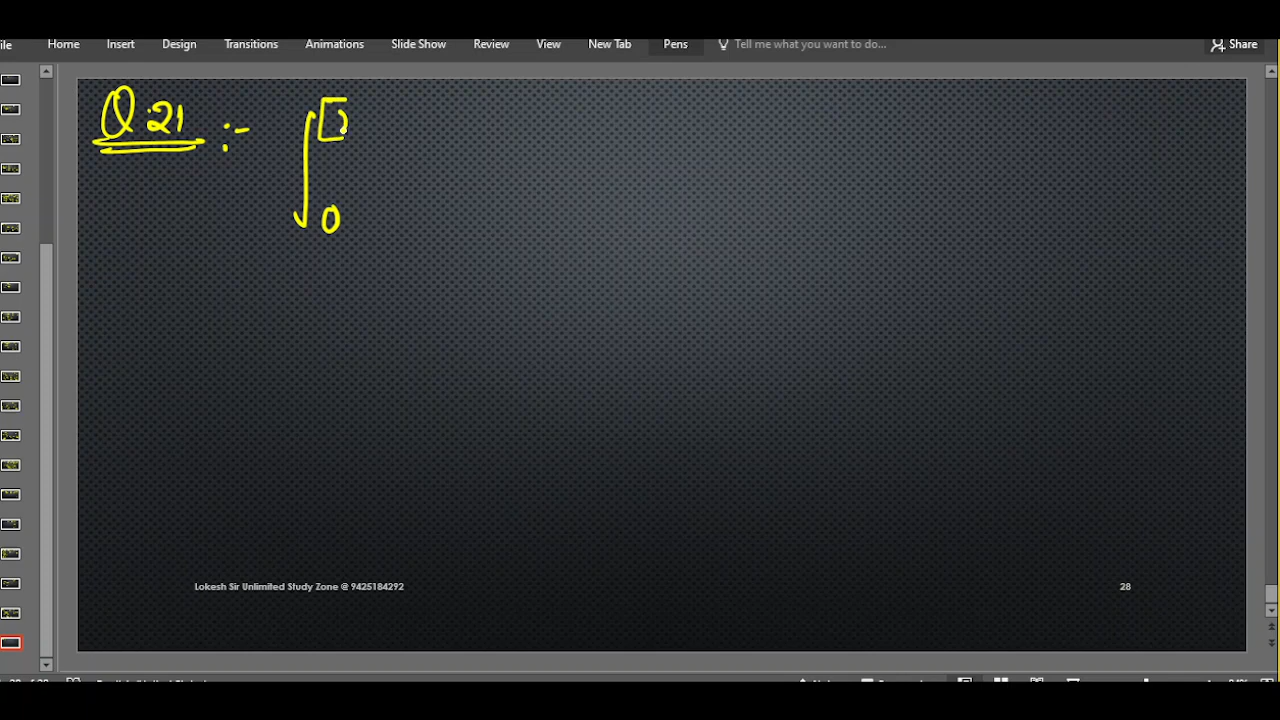 File Home Insert Design Transitions Animations Slide Show Review View New Tab Pens Tell me what you want to do... Share
Q 21 :- ∫
0
Lokesh Sir Unlimited Study Zone @ 9425184292 28